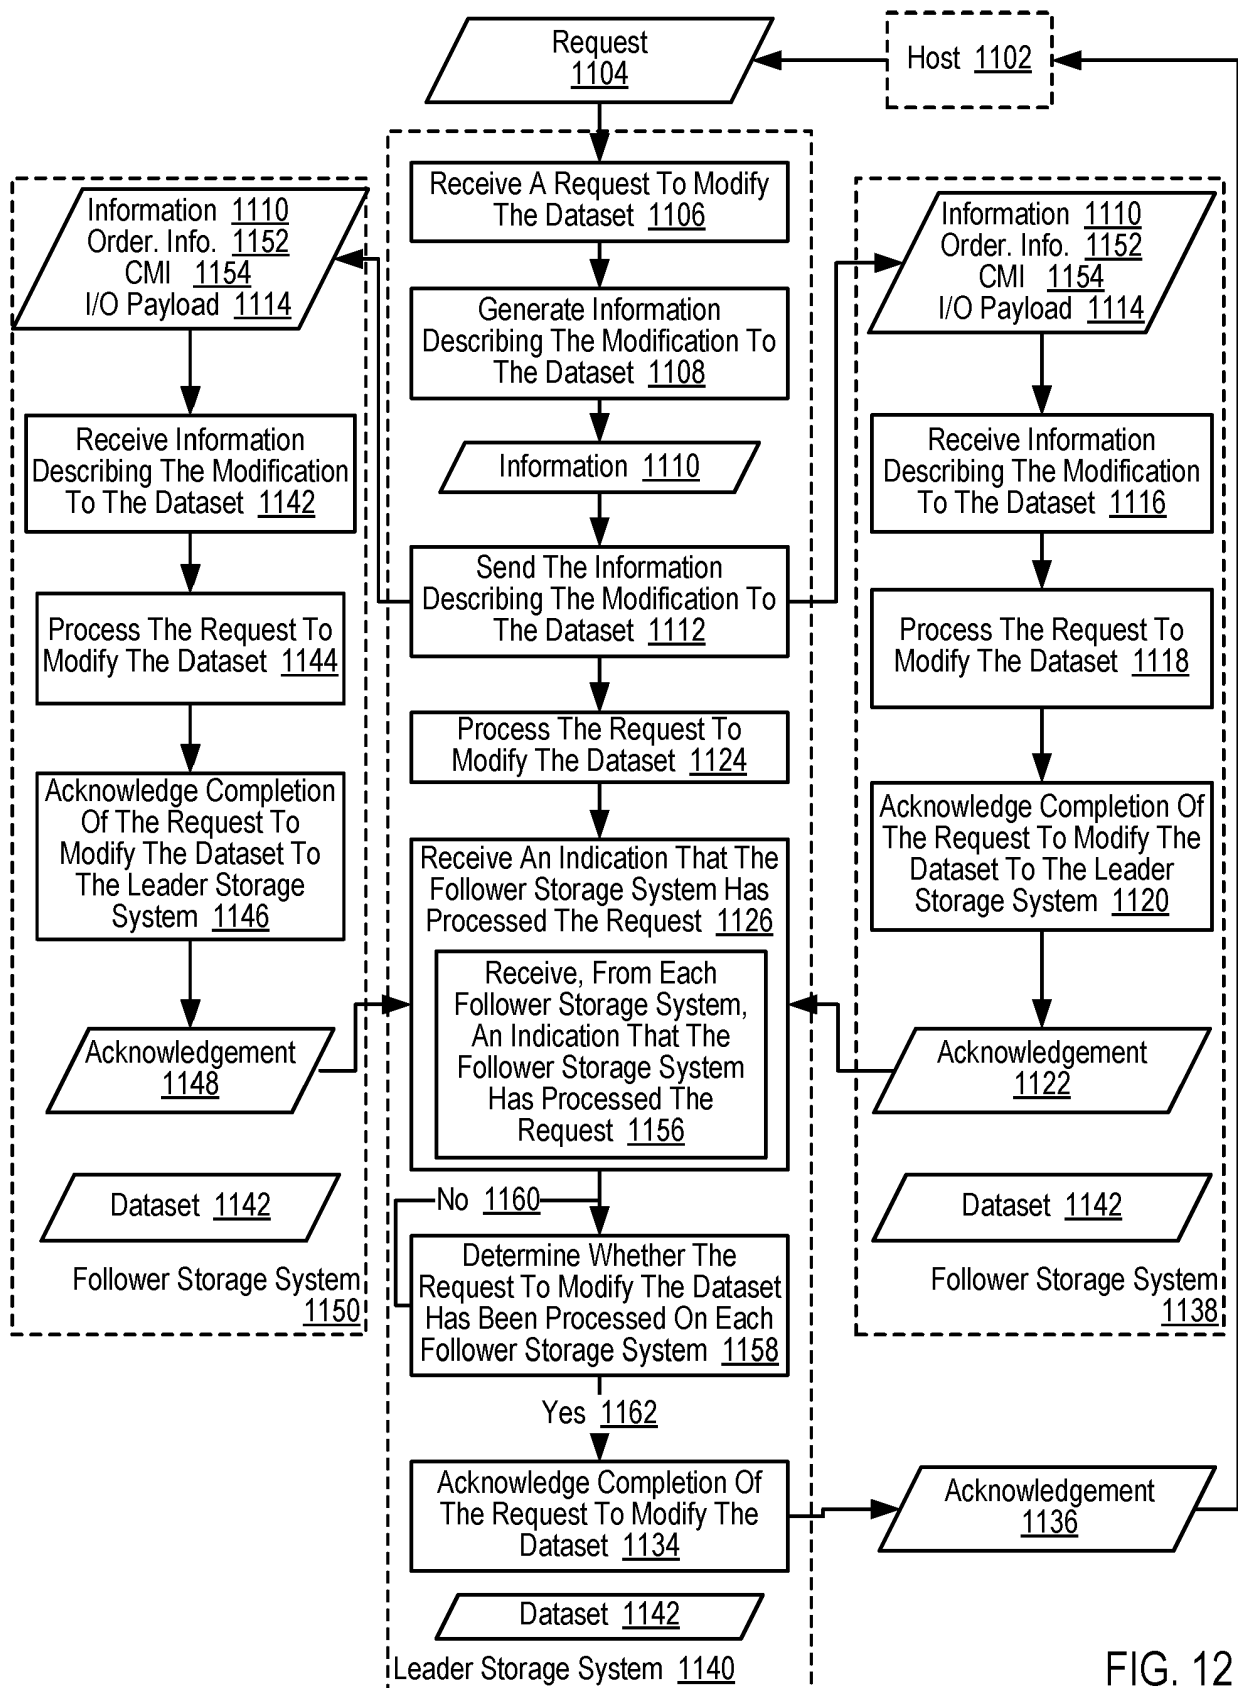 Request
1104
Host 1102
Receive A Request To Modify
The Dataset 1106
Generate Information
Describing The Modification To
The Dataset 1108
Information 1110
Send The Information
Describing The Modification To
The Dataset 1112
Process The Request To
Modify The Dataset 1124
Receive An Indication That The
Follower Storage System Has
Processed The Request 1126
Receive, From Each
Follower Storage System,
An Indication That The
Follower Storage System
Has Processed The
Request 1156
No 1160
Determine Whether The
Request To Modify The Dataset
Has Been Processed On Each
Follower Storage System 1158
Yes 1162
Acknowledge Completion Of
The Request To Modify The
Dataset 1134
Dataset 1142
Leader Storage System 1140
Information 1110
Order. Info. 1152
CMI 1154
I/O Payload 1114
Receive Information
Describing The Modification
To The Dataset 1142
Process The Request To
Modify The Dataset 1144
Acknowledge Completion
Of The Request To
Modify The Dataset To
The Leader Storage
System 1146
Acknowledgement
1148
Dataset 1142
Follower Storage System
1150
Information 1110
Order. Info. 1152
CMI 1154
I/O Payload 1114
Receive Information
Describing The Modification
To The Dataset 1116
Process The Request To
Modify The Dataset 1118
Acknowledge Completion Of
The Request To Modify The
Dataset To The Leader
Storage System 1120
Acknowledgement
1122
Dataset 1142
Follower Storage System
1138
Acknowledgement
1136
FIG. 12